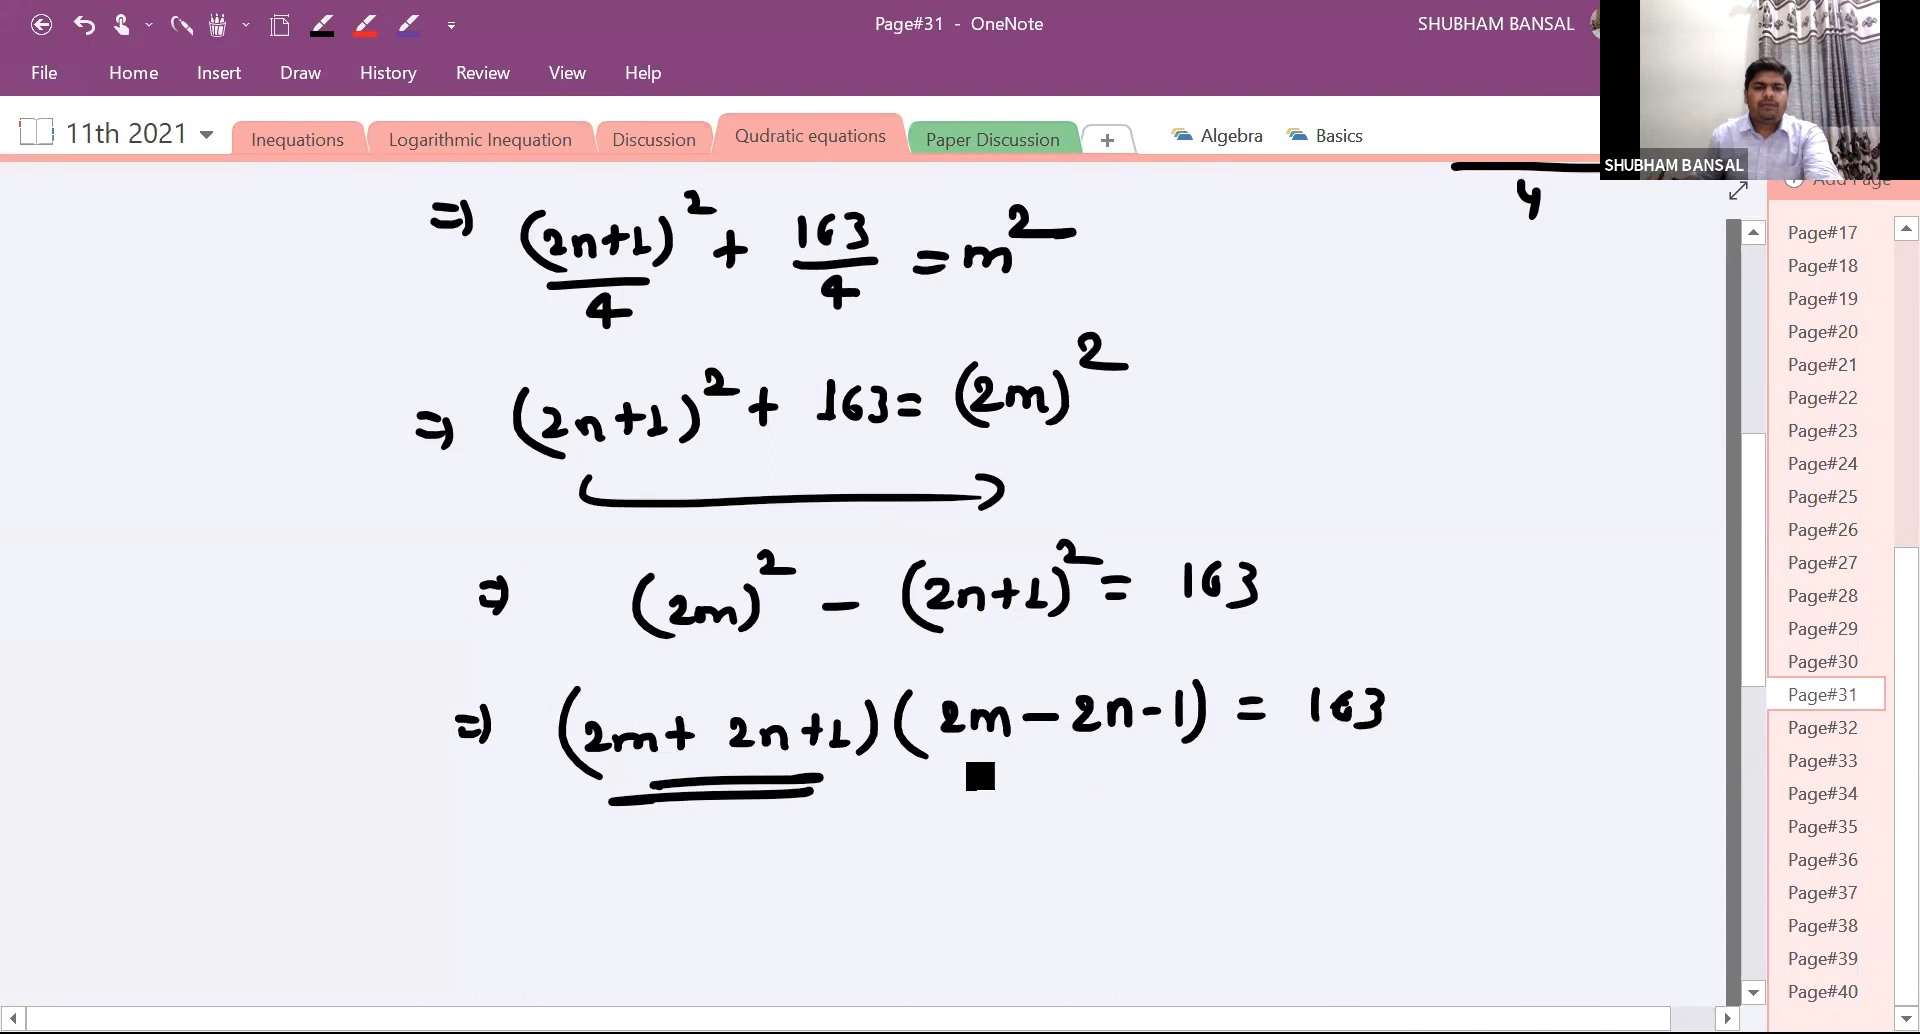 Page#31 - OneNote
SHUBHAM BANSAL
File Home Insert Draw History Review View Help
11th 2021
Inequations
Logarithmic Inequation
Discussion
Qudratic equations
Paper Discussion
+
Algebra
Basics
SHUBHAM BANSAL
Add Page
4
⇒ (2n+1)²/4 + 163/4 = m²
⇒ (2n+1)² + 163 = (2m)²
⇒ (2m)² - (2n+1)² = 163
⇒ (2m + 2n+1)(2m - 2n - 1) = 163
Page#17
Page#18
Page#19
Page#20
Page#21
Page#22
Page#23
Page#24
Page#25
Page#26
Page#27
Page#28
Page#29
Page#30
Page#31
Page#32
Page#33
Page#34
Page#35
Page#36
Page#37
Page#38
Page#39
Page#40